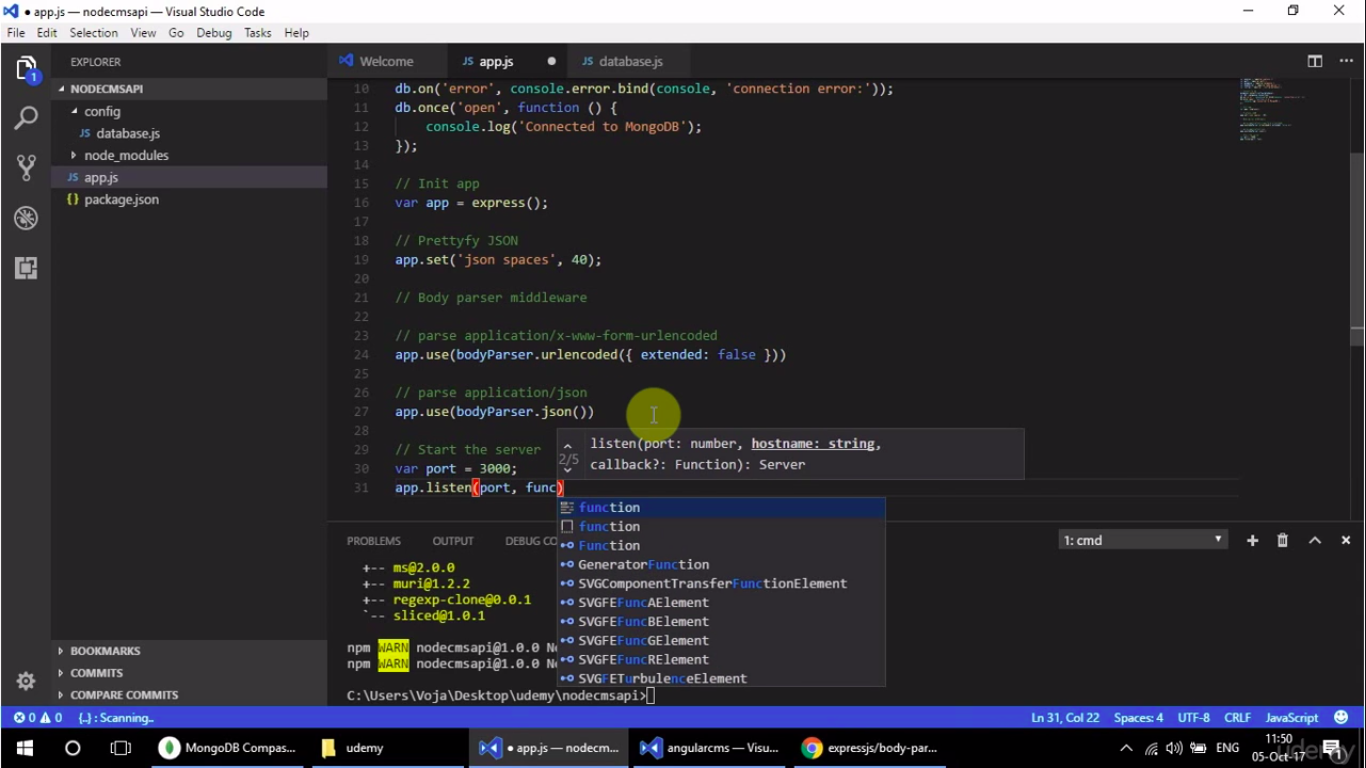 ● app.js — nodecmsapi — Visual Studio Code
File Edit Selection View Go Debug Tasks Help
EXPLORER
Welcome
JS app.js ●
JS database.js
NODECMSAPI
config
JS database.js
node_modules
JS app.js
{} package.json
1
10 db.on('error', console.error.bind(console, 'connection error:'));
11 db.once('open', function () {
12 console.log('Connected to MongoDB');
13 });
14
15 // Init app
16 var app = express();
17
18 // Prettyfy JSON
19 app.set('json spaces', 40);
20
21 // Body parser middleware
22
23 // parse application/x-www-form-urlencoded
24 app.use(bodyParser.urlencoded({ extended: false }))
25
26 // parse application/json
27 app.use(bodyParser.json())
28
29 // Start the server
30 var port = 3000;
31 app.listen(port, func)
2/5
listen(port: number, hostname: string,
callback?: Function): Server
function
function
Function
GeneratorFunction
SVGComponentTransferFunctionElement
SVGFEFuncAElement
SVGFEFuncBElement
SVGFEFuncGElement
SVGFEFuncRElement
SVGFETurbulenceElement
PROBLEMS OUTPUT DEBUG CO
1: cmd
+-- ms@2.0.0
+-- muri@1.2.2
+-- regexp-clone@0.0.1
`-- sliced@1.0.1
npm WARN nodecmsapi@1.0.0 No
npm WARN nodecmsapi@1.0.0 No
C:\Users\Voja\Desktop\udemy\nodecmsapi>
BOOKMARKS
COMMITS
COMPARE COMMITS
0 0 {..} : Scanning..
Ln 31, Col 22 Spaces: 4 UTF-8 CRLF JavaScript
MongoDB Compas...
udemy
● app.js — nodecm...
angularcms — Visu...
expressjs/body-par...
ENG
11:50
05-Oct-17
1
udemy